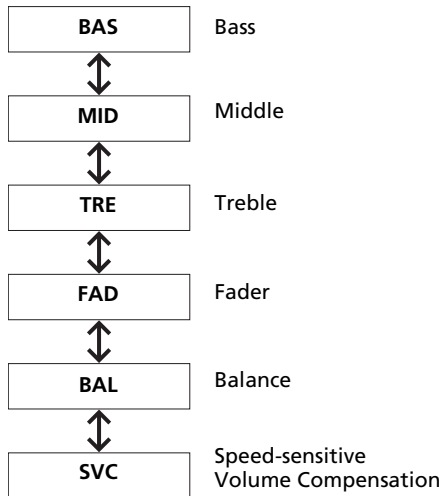 BAS Bass
MID Middle
TRE Treble
FAD Fader
BAL Balance
SVC Speed-sensitive
Volume Compensation